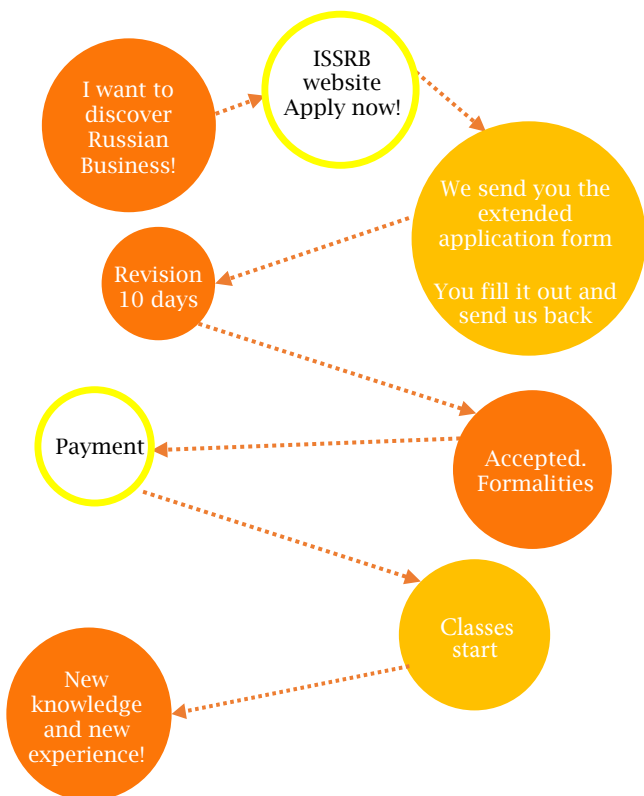 I want to
discover
Russian
Business!
ISSRB
website
Apply now!
We send you the
extended
application form
You fill it out and
send us back
Revision
10 days
Accepted.
Formalities
Payment
Classes
start
New
knowledge
and new
experience!